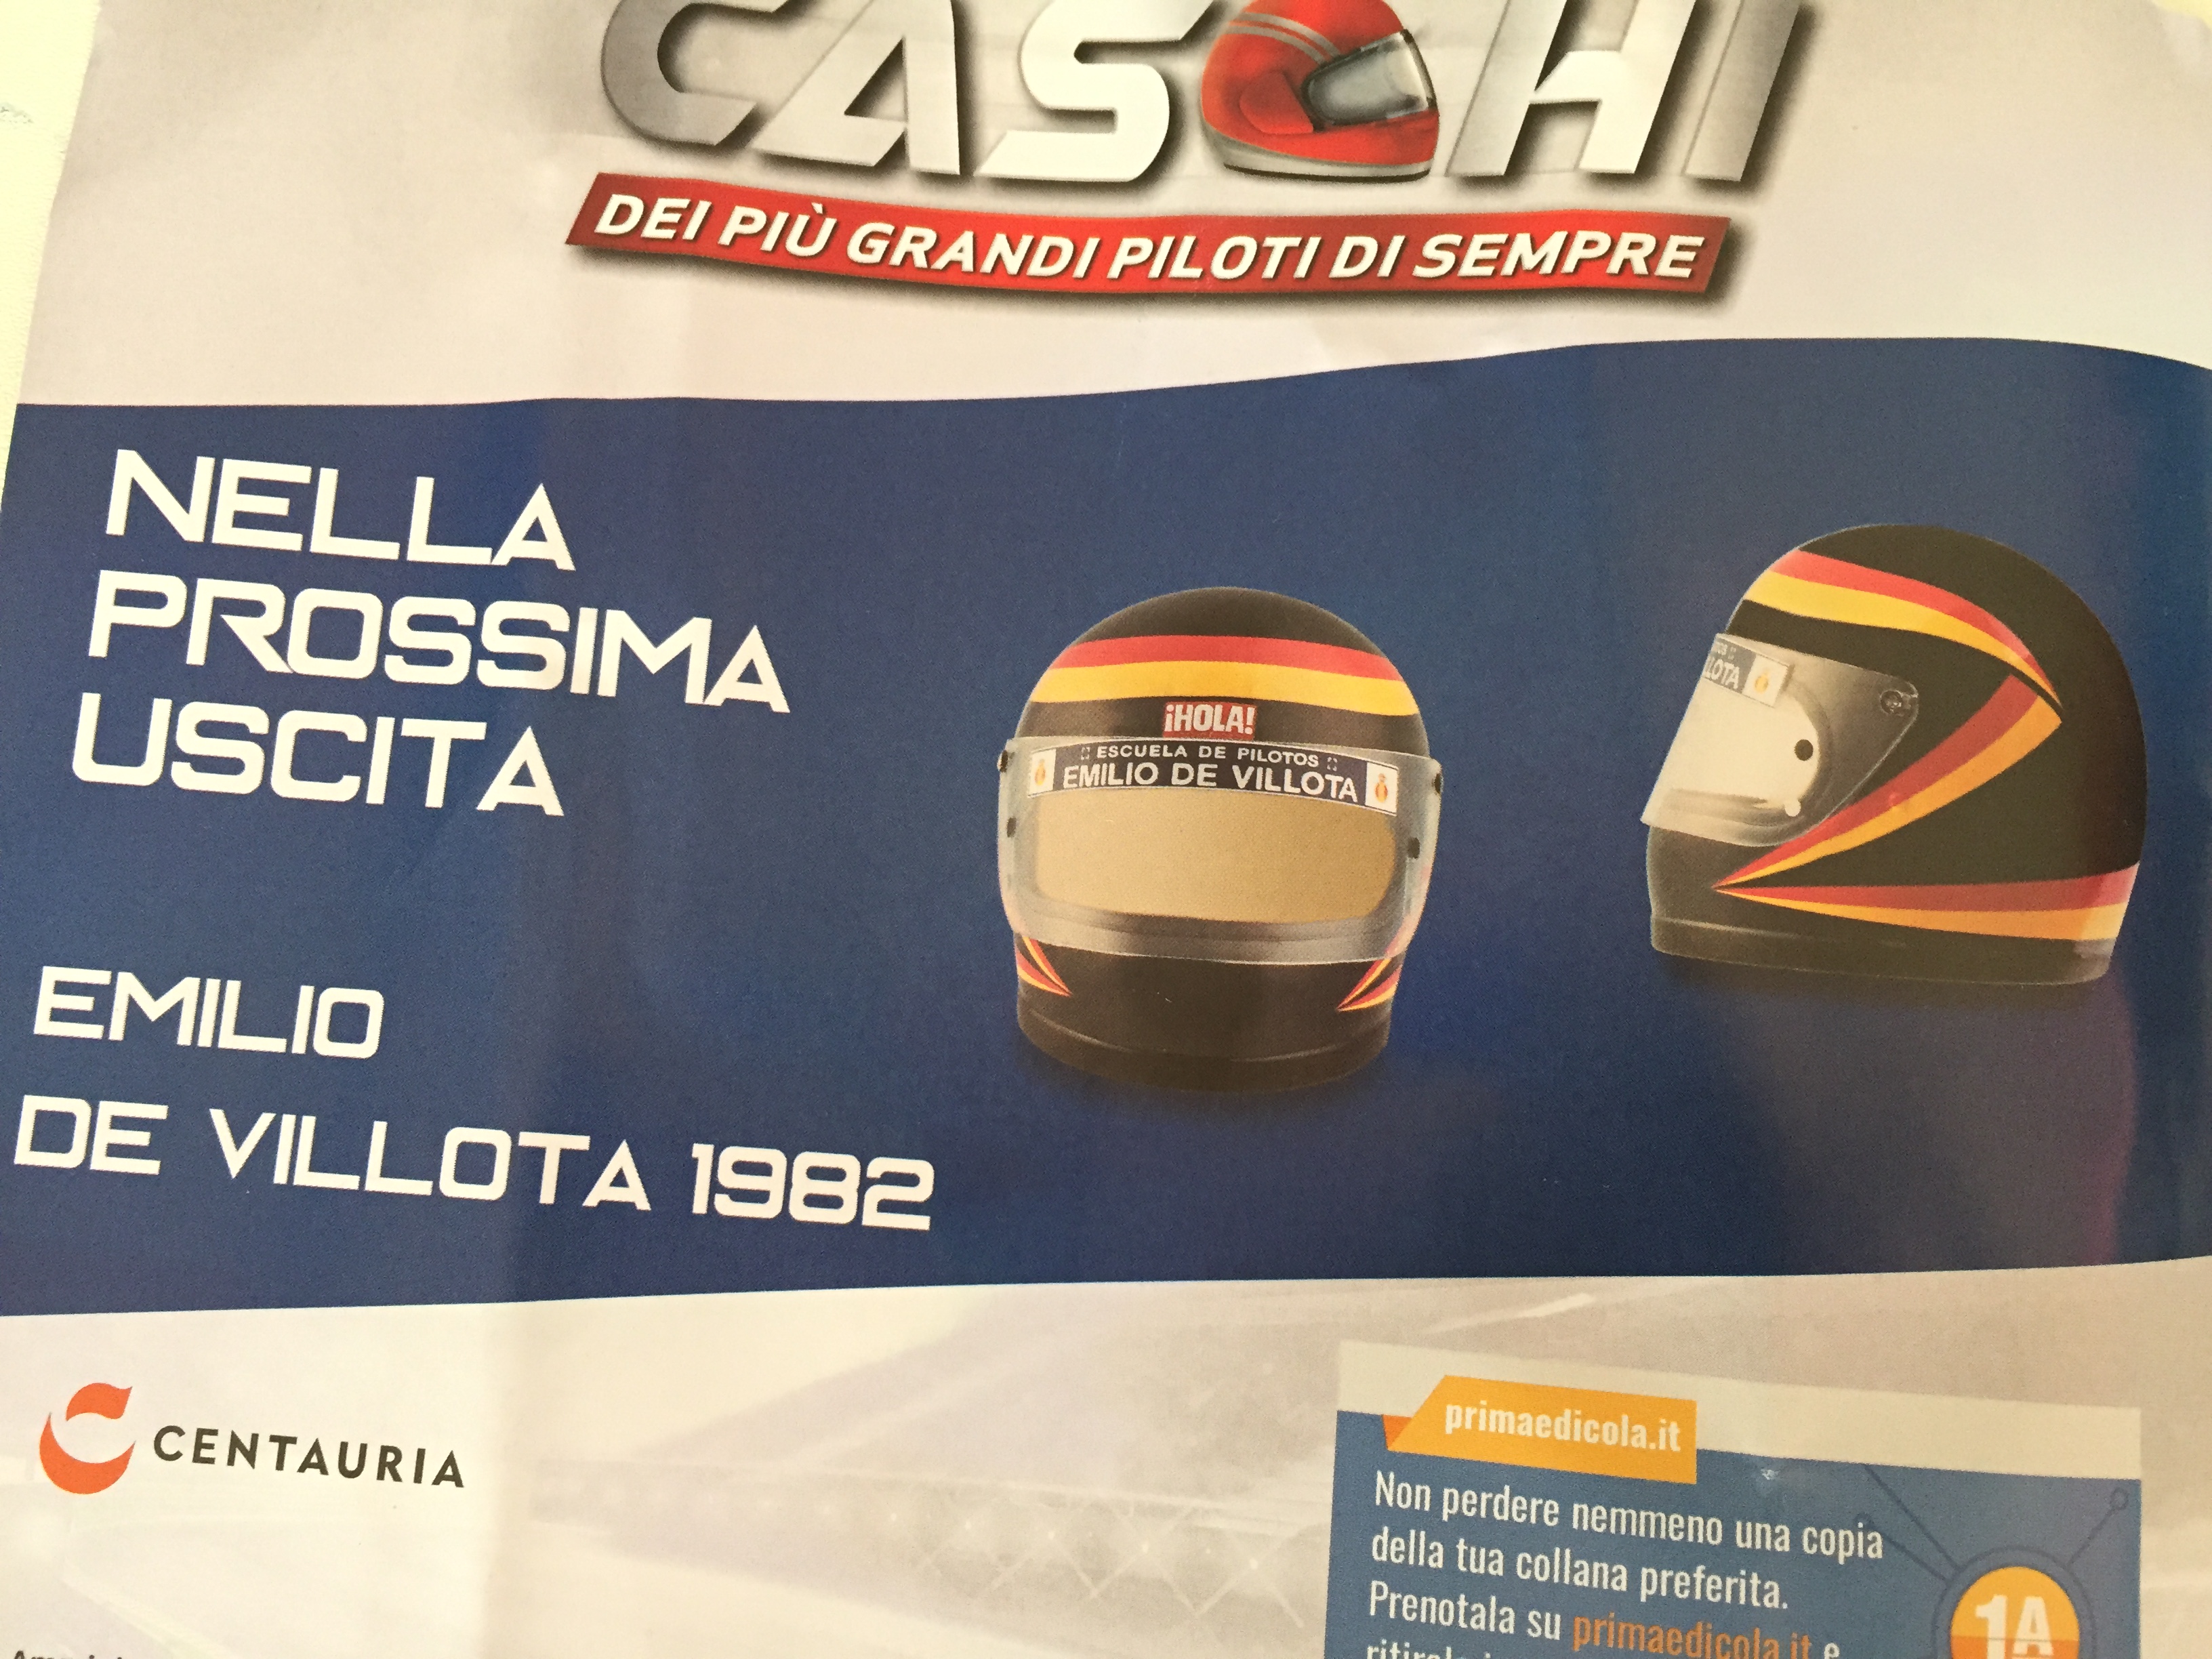 CASCHI
DEI PIÙ GRANDI PILOTI DI SEMPRE
NELLA
PROSSIMA
USCITA
EMILIO
DE VILLOTA 1982
¡HOLA!
ESCUELA DE PILOTOS
EMILIO DE VILLOTA
LOTA
CENTAURIA
primaedicola.it
Non perdere nemmeno una copia
della tua collana preferita.
Prenotala su primaedicola.it e
1A